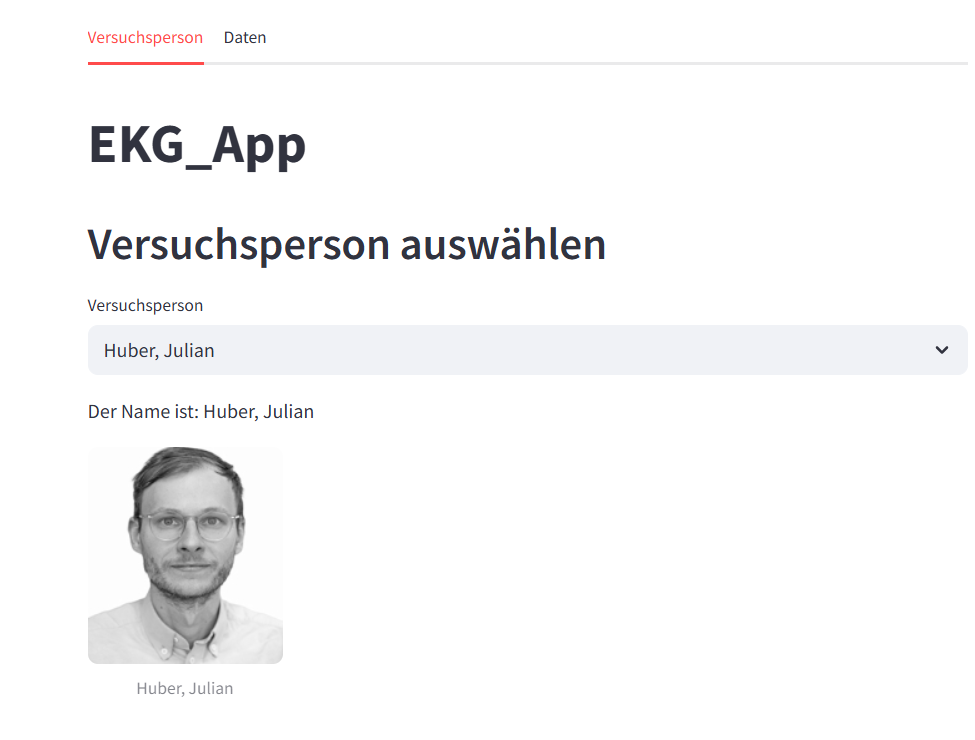 Versuchsperson Daten
EKG_App
Versuchsperson auswählen
Versuchsperson
Huber, Julian
Der Name ist: Huber, Julian
Huber, Julian